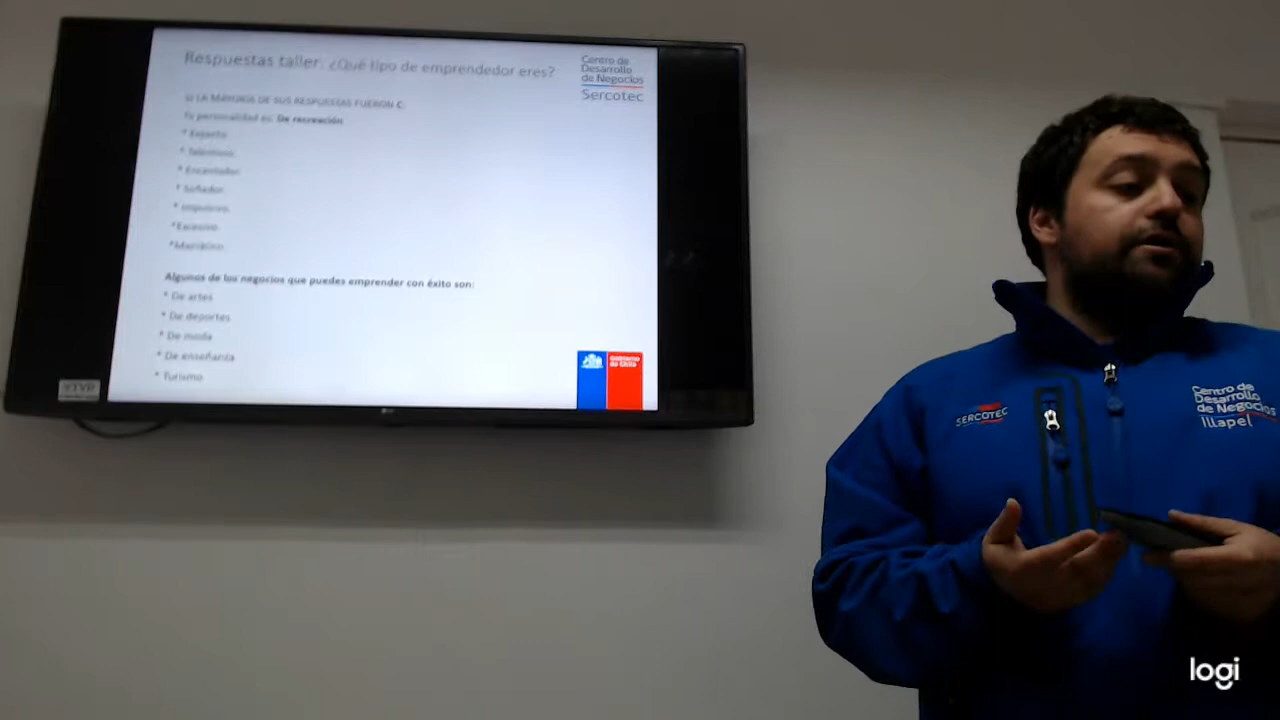 Respuestas taller: ¿Qué tipo de emprendedor eres?
Centro de
Desarrollo
de Negocios
Sercotec
SI LA MAYORÍA DE SUS RESPUESTAS FUERON C:
Tu personalidad es: De recreación
* Experto.
* Talentoso.
* Encantador.
* Soñador.
* Impulsivo.
*Excesivo.
Algunos de los negocios que puedes emprender con éxito son:
* De artes
* De deportes
* De moda
* De enseñanza
* Turismo
Gobierno
de Chile
SERCOTEC
Centro de
Desarrollo
de Negocios
Illapel
logi